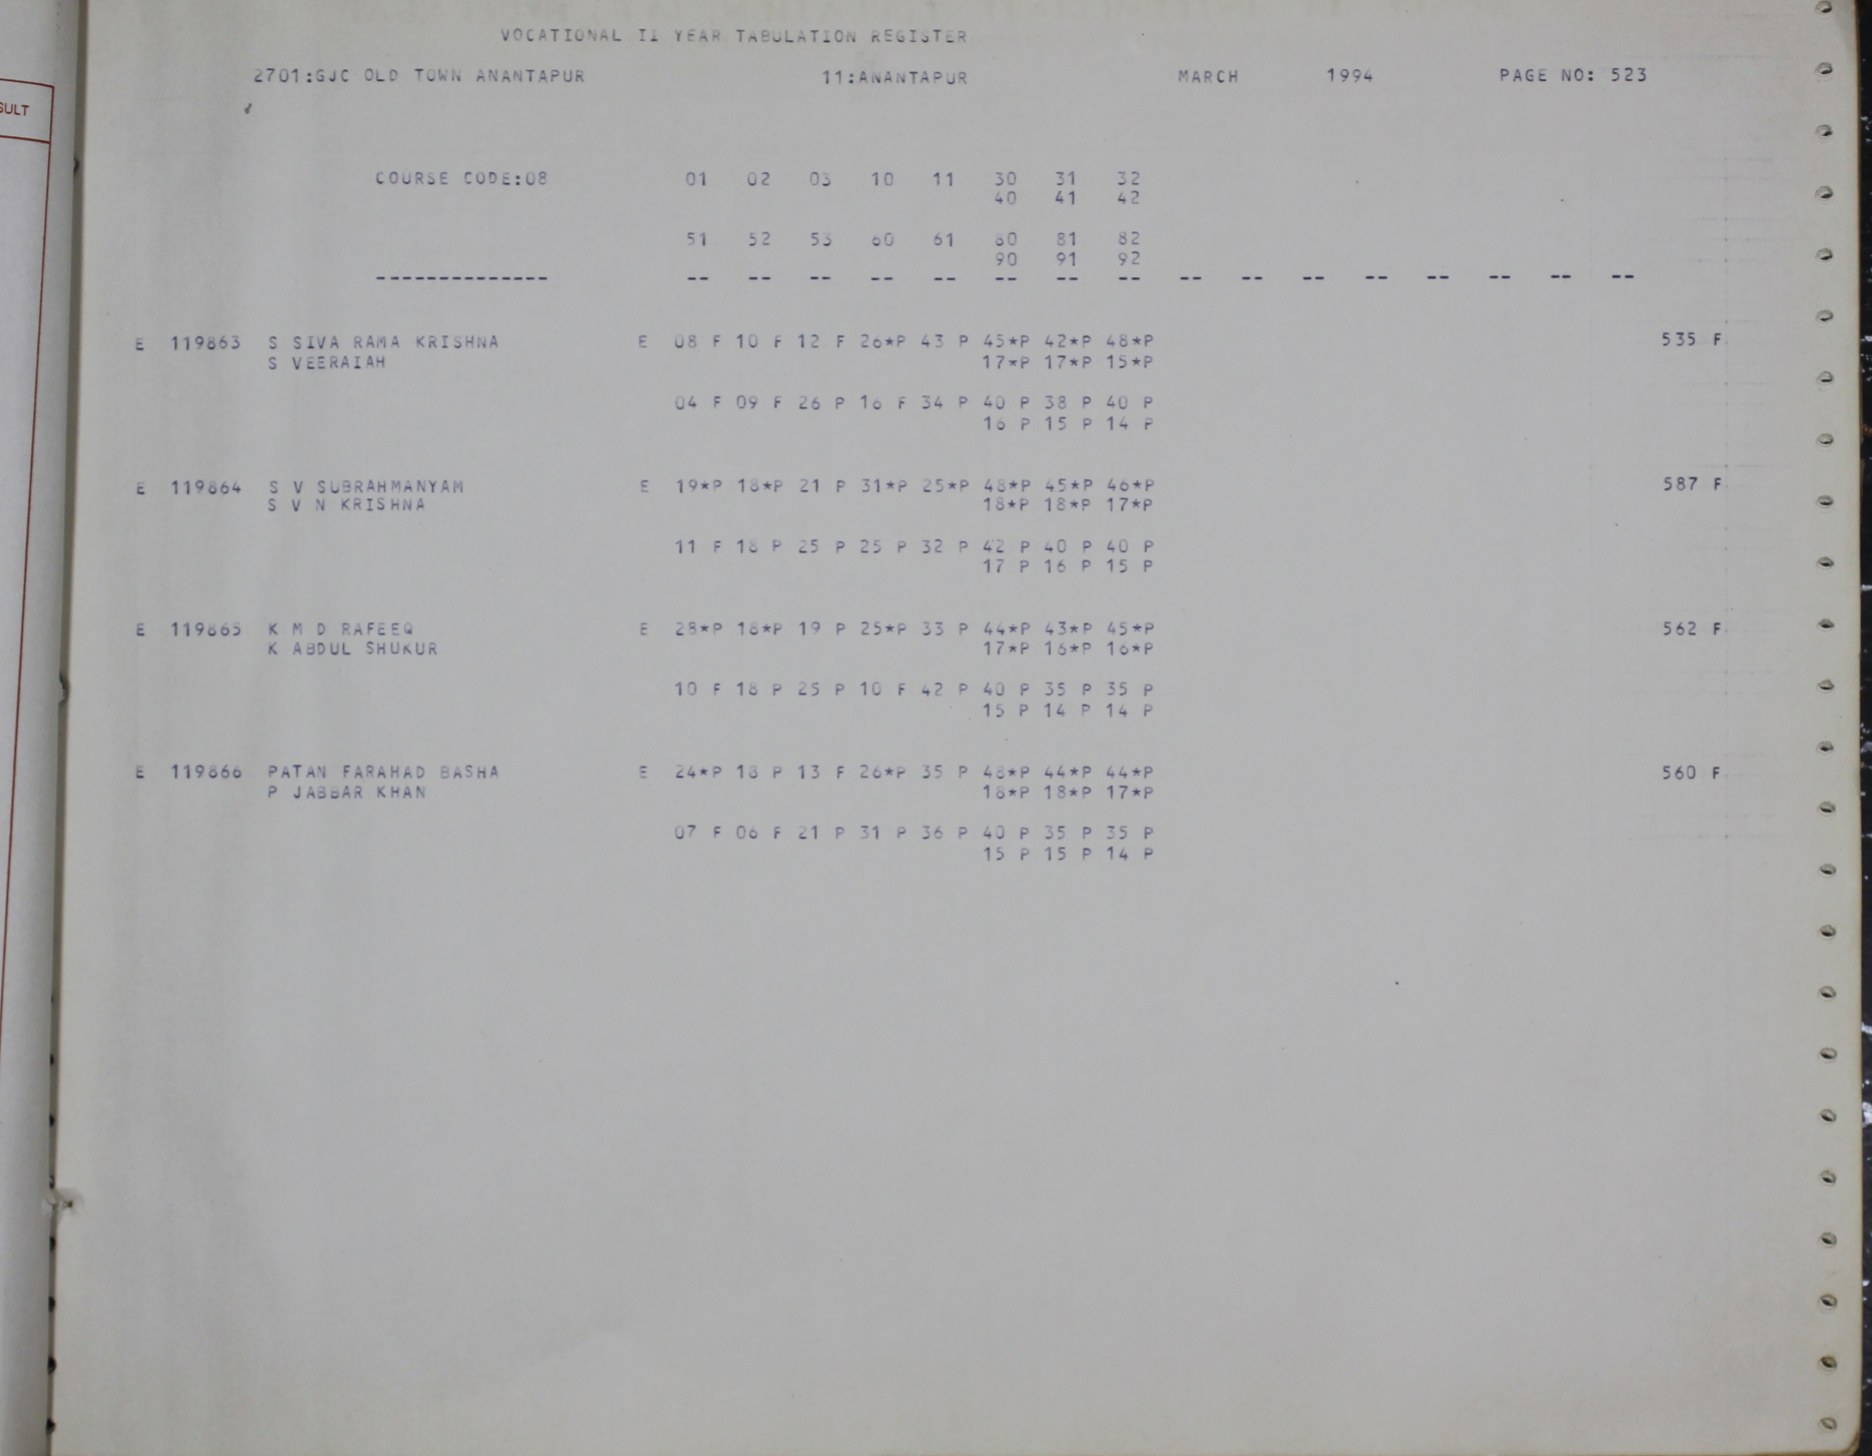 VOCATIONAL II YEAR TABULATION REGISTER
2701:GJC OLD TOWN ANANTAPUR 11:ANANTAPUR MARCH 1994 PAGE NO: 523
SULT
COURSE CODE:08 01 02 03 10 11 30 31 32
40 41 42
51 52 53 60 61 80 81 82
90 91 92
-------------- -- -- -- -- -- -- -- -- -- -- -- -- -- -- -- --
E 119863 S SIVA RAMA KRISHNA E 08 F 10 F 12 F 26*P 43 P 45*P 42*P 48*P 535 F
S VEERAIAH 17*P 17*P 15*P
04 F 09 F 26 P 16 F 34 P 40 P 38 P 40 P
16 P 15 P 14 P
E 119864 S V SUBRAHMANYAM E 19*P 18*P 21 P 31*P 25*P 48*P 45*P 46*P 587 F
S V N KRISHNA 18*P 18*P 17*P
11 F 18 P 25 P 25 P 32 P 42 P 40 P 40 P
17 P 16 P 15 P
E 119865 K M D RAFEEQ E 28*P 18*P 19 P 25*P 33 P 44*P 43*P 45*P 562 F
K ABDUL SHUKUR 17*P 16*P 16*P
10 F 18 P 25 P 10 F 42 P 40 P 35 P 35 P
15 P 14 P 14 P
E 119866 PATAN FARAHAD BASHA E 24*P 18 P 13 F 26*P 35 P 48*P 44*P 44*P 560 F
P JABBAR KHAN 18*P 18*P 17*P
07 F 06 F 21 P 31 P 36 P 40 P 35 P 35 P
15 P 15 P 14 P